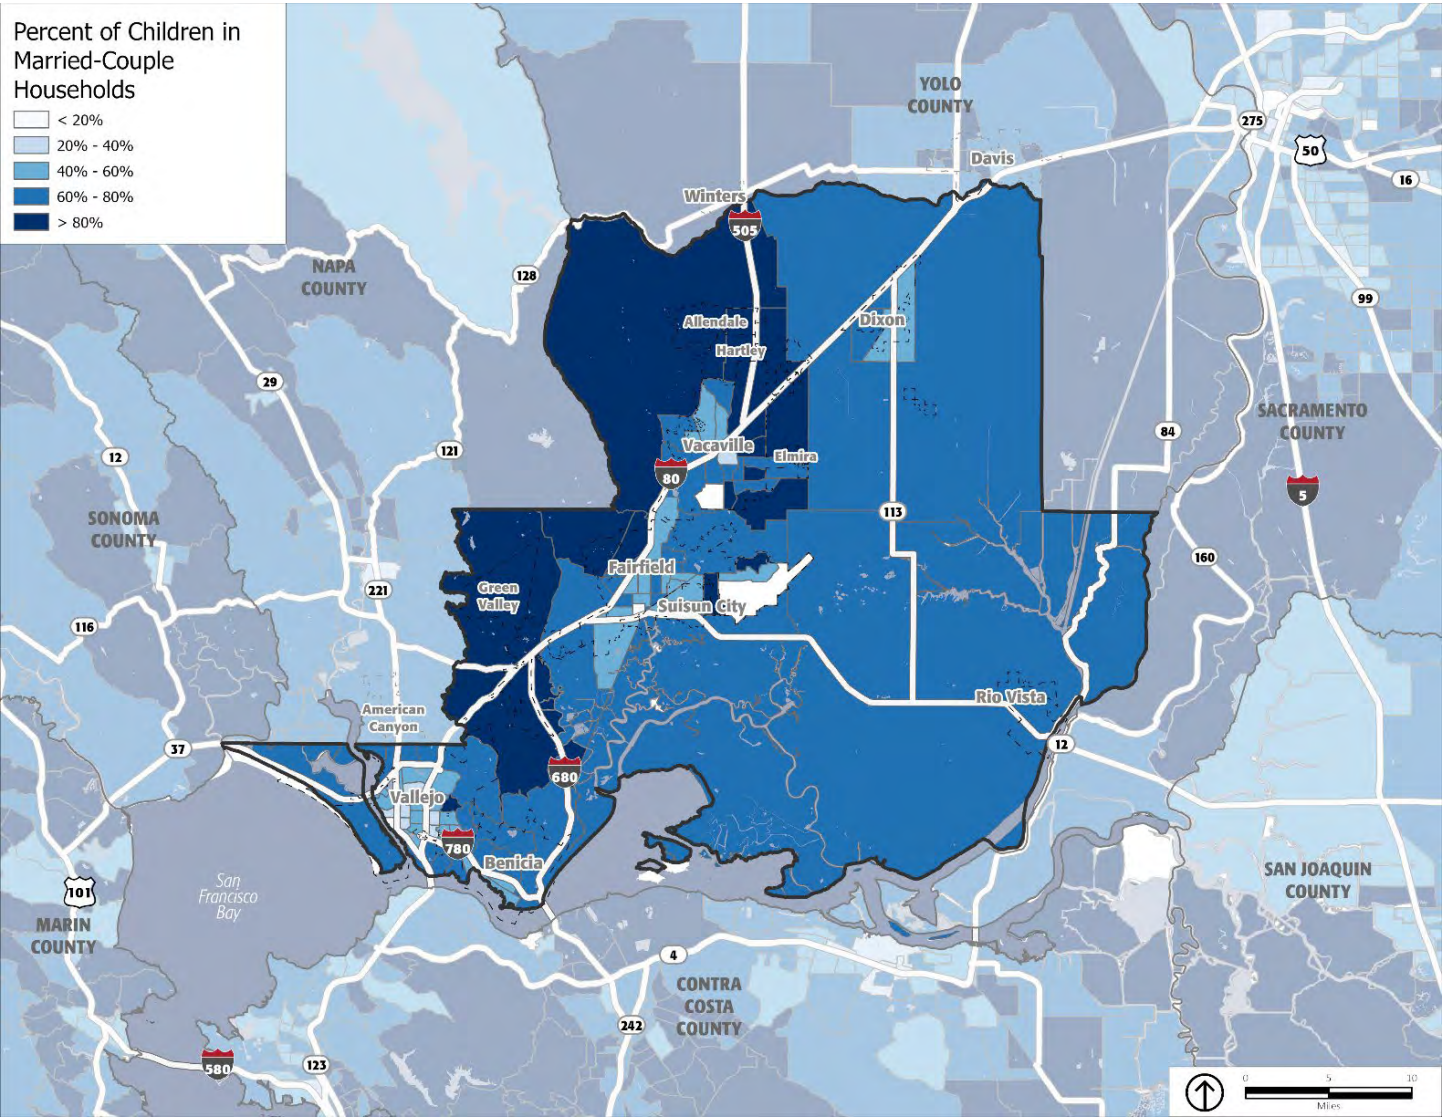 Percent of Children in
Married-Couple
Households
< 20%
20% - 40%
40% - 60%
60% - 80%
> 80%
YOLO
COUNTY
275
50
Davis
16
Winters
505
NAPA
COUNTY
128
99
Allendale
Dixon
Hartley
29
SACRAMENTO
COUNTY
84
121
12
Vacaville
Elmira
80
5
SONOMA
COUNTY
113
160
Fairfield
Green
Valley
221
Suisun City
116
Rio Vista
American
Canyon
37
12
680
Vallejo
780
Benicia
San
Francisco
Bay
101
SAN JOAQUIN
COUNTY
MARIN
COUNTY
4
CONTRA
COSTA
COUNTY
242
580
123
0 5 10
Miles